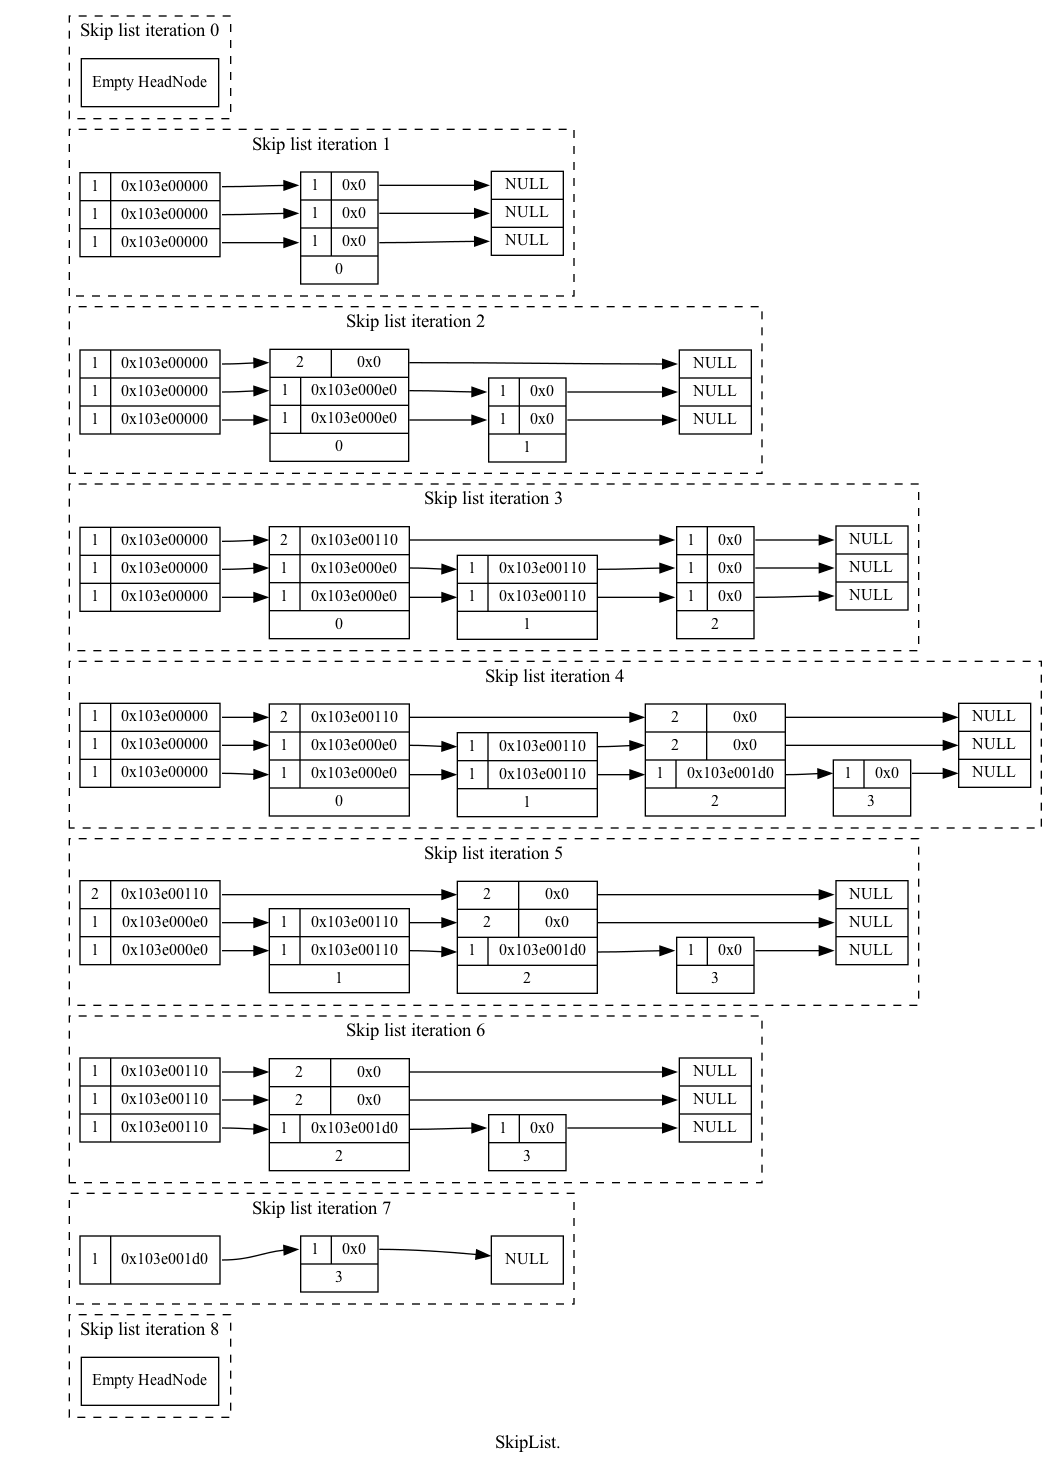 Skip list iteration 0
Empty HeadNode
Skip list iteration 1
1 0x103e00000 1 0x0 NULL
1 0x103e00000 1 0x0 NULL
1 0x103e00000 1 0x0 NULL
0
Skip list iteration 2
1 0x103e00000 2 0x0 NULL
1 0x103e00000 1 0x103e000e0 1 0x0 NULL
1 0x103e00000 1 0x103e000e0 1 0x0 NULL
0 1
Skip list iteration 3
1 0x103e00000 2 0x103e00110 1 0x0 NULL
1 0x103e00000 1 0x103e000e0 1 0x103e00110 1 0x0 NULL
1 0x103e00000 1 0x103e000e0 1 0x103e00110 1 0x0 NULL
0 1 2
Skip list iteration 4
1 0x103e00000 2 0x103e00110 2 0x0 NULL
1 0x103e00000 1 0x103e000e0 1 0x103e00110 2 0x0 NULL
1 0x103e00000 1 0x103e000e0 1 0x103e00110 1 0x103e001d0 1 0x0 NULL
0 1 2 3
Skip list iteration 5
2 0x103e00110 2 0x0 NULL
1 0x103e000e0 1 0x103e00110 2 0x0 NULL
1 0x103e000e0 1 0x103e00110 1 0x103e001d0 1 0x0 NULL
1 2 3
Skip list iteration 6
1 0x103e00110 2 0x0 NULL
1 0x103e00110 2 0x0 NULL
1 0x103e00110 1 0x103e001d0 1 0x0 NULL
2 3
Skip list iteration 7
1 0x103e001d0 1 0x0 NULL
3
Skip list iteration 8
Empty HeadNode
SkipList.